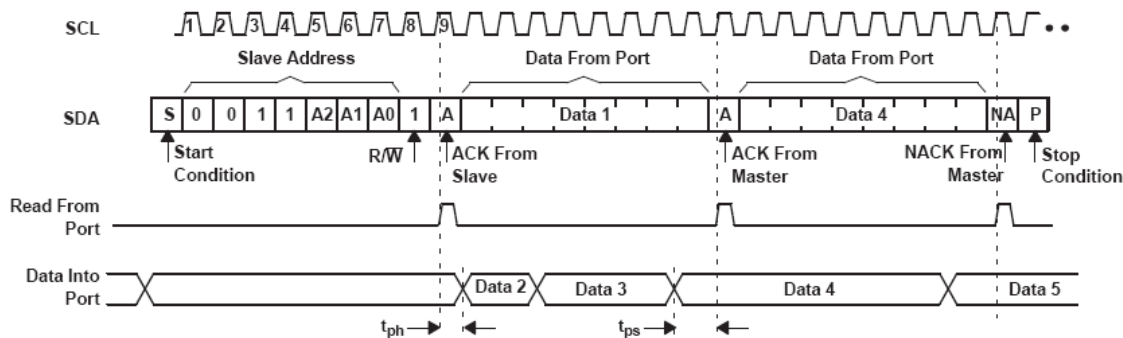 SCL 1 2 3 4 5 6 7 8 9
Slave Address Data From Port Data From Port
SDA S 0 0 1 1 A2 A1 A0 1 A Data 1 A Data 4 NA P
Start Condition
R/W̅
ACK From Slave
ACK From Master
NACK From Master
Stop Condition
Read From Port
Data Into Port
Data 2 Data 3 Data 4 Data 5
tph tps